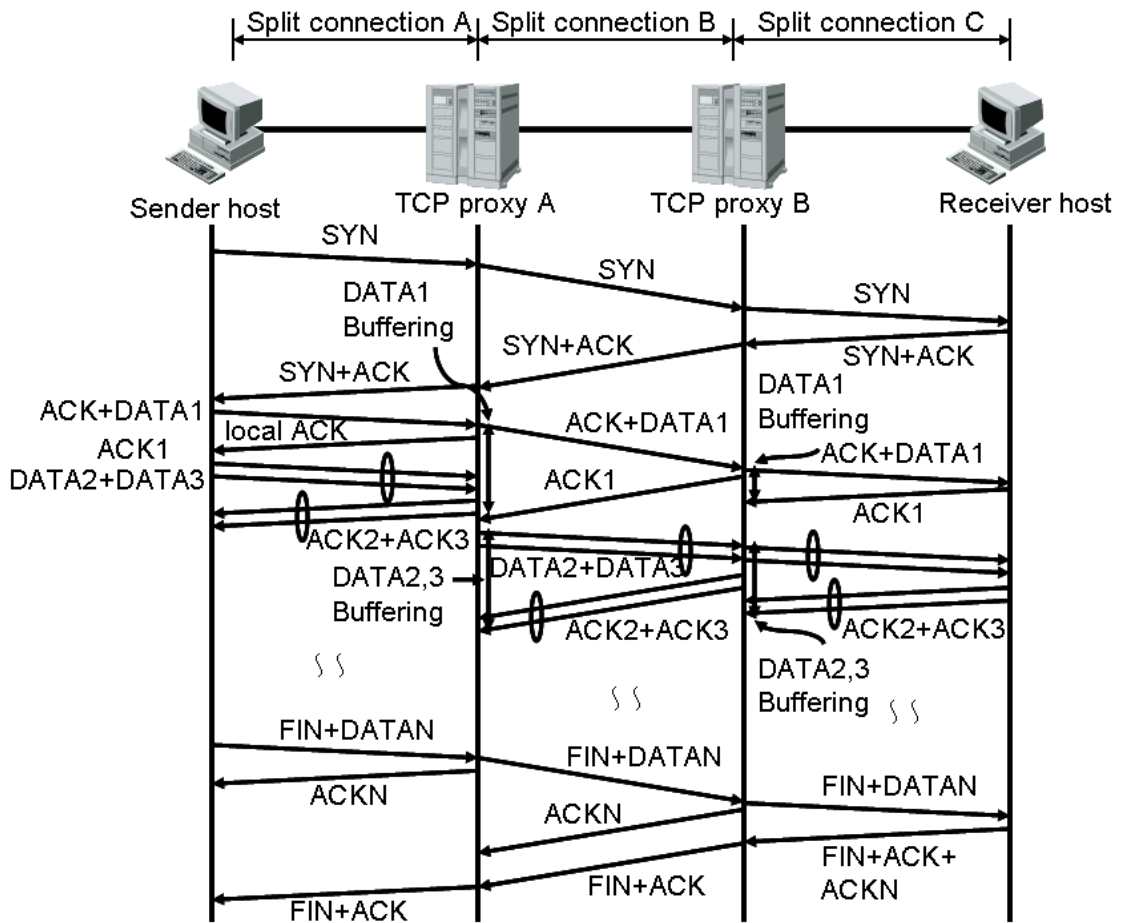 Split connection A
Split connection B
Split connection C
Sender host
TCP proxy A
TCP proxy B
Receiver host
SYN
SYN
SYN
DATA1
Buffering
SYN+ACK
SYN+ACK
SYN+ACK
DATA1
Buffering
ACK+DATA1
local ACK
ACK+DATA1
ACK+DATA1
ACK1
DATA2+DATA3
ACK1
ACK1
ACK2+ACK3
DATA2,3
Buffering
DATA2+DATA3
ACK2+ACK3
ACK2+ACK3
DATA2,3
Buffering
FIN+DATAN
FIN+DATAN
FIN+DATAN
ACKN
ACKN
FIN+ACK+
ACKN
FIN+ACK
FIN+ACK